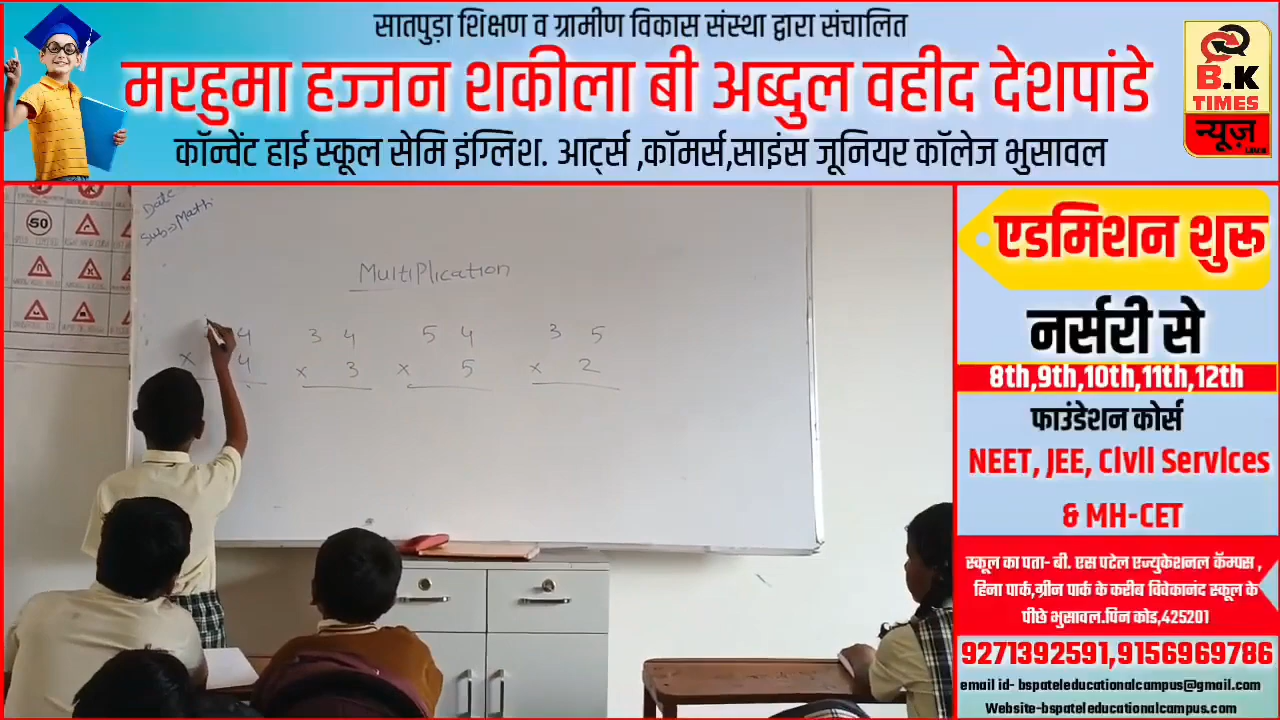 सातपुड़ा शिक्षण व ग्रामीण विकास संस्था द्वारा संचालित
मरहुमा हज्जन शकीला बी अब्दुल वहीद देशपांडे
कॉन्वेंट हाई स्कूल सेमि इंग्लिश. आर्ट्स ,कॉमर्स,साइंस जूनियर कॉलेज भुसावल
B.K
TIMES
न्यूज़
एडमिशन शुरू
नर्सरी से
8th,9th,10th,11th,12th
फाउंडेशन कोर्स
NEET, JEE, Civil Services
& MH-CET
स्कूल का पता- बी. एस पटेल एज्युकेशनल कॅम्पस ,
हिना पार्क,ग्रीन पार्क के करीब विवेकानंद स्कूल के
पीछे भुसावल.पिन कोड,425201
9271392591,9156969786
email id- bspateleducationalcampus@gmail.com
Website-bspateleducationalcampus.com
Date
Sub=>Math
50
MultiPlication
4 3 4 5 4 3 5
x 4 x 3 x 5 x 2